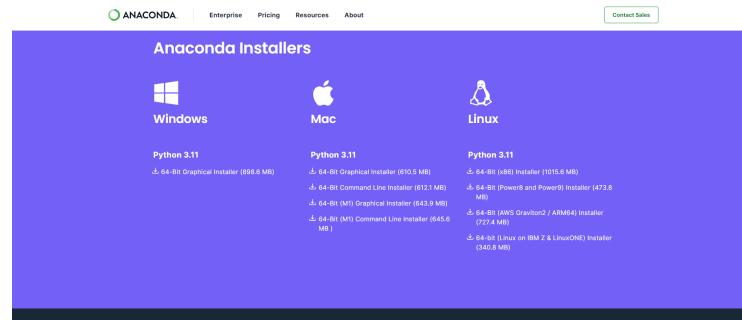 ANACONDA.
Enterprise
Pricing
Resources
About
Contact Sales
Anaconda Installers
Windows
Python 3.11
64-Bit Graphical Installer (898.6 MB)
Mac
Python 3.11
64-Bit Graphical Installer (610.5 MB)
64-Bit Command Line Installer (612.1 MB)
64-Bit (M1) Graphical Installer (643.9 MB)
64-Bit (M1) Command Line Installer (645.6
MB )
Linux
Python 3.11
64-Bit (x86) Installer (1015.6 MB)
64-Bit (Power8 and Power9) Installer (473.8
MB)
64-Bit (AWS Graviton2 / ARM64) Installer
(727.4 MB)
64-bit (Linux on IBM Z & LinuxONE) Installer
(340.8 MB)